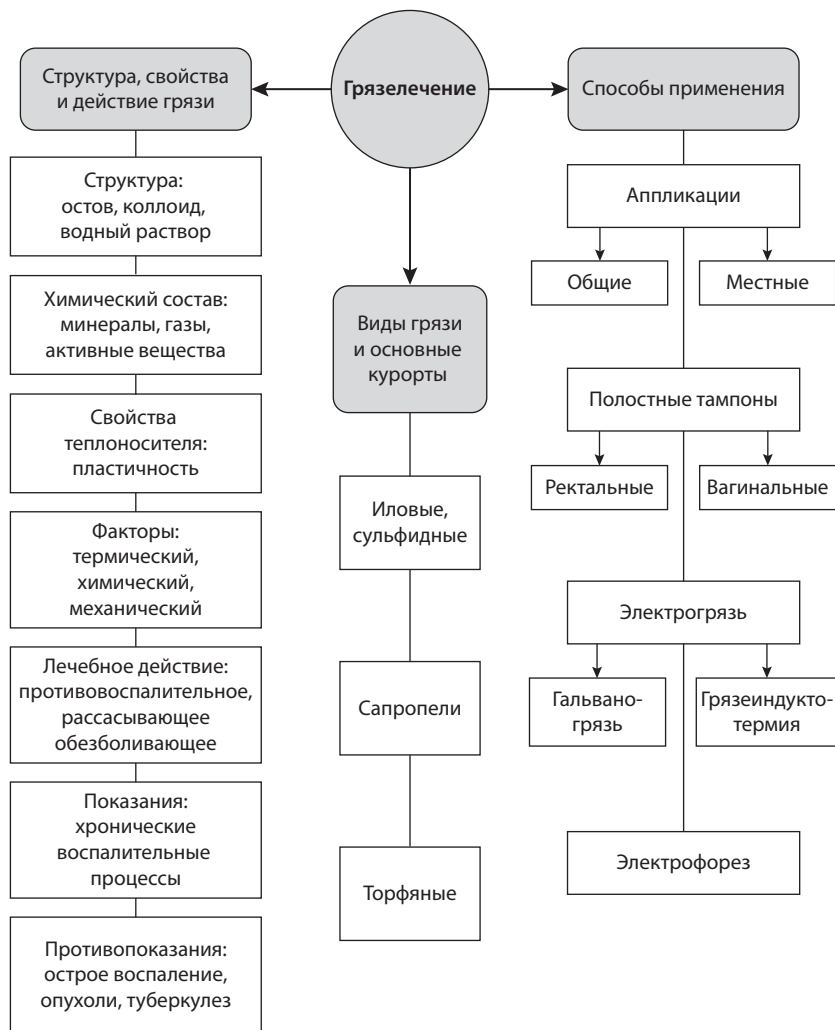 Грязелечение
Структура, свойства
и действие грязи
Структура:
остов, коллоид,
водный раствор
Химический состав:
минералы, газы,
активные вещества
Свойства
теплоносителя:
пластичность
Факторы:
термический,
химический,
механический
Лечебное действие:
противовоспалительное,
рассасывающее
обезболивающее
Показания:
хронические
воспалительные
процессы
Противопоказания:
острое воспаление,
опухоли, туберкулез
Виды грязи
и основные
курорты
Иловые,
сульфидные
Сапропели
Торфяные
Способы применения
Аппликации
Общие
Местные
Полостные тампоны
Ректальные
Вагинальные
Электрогрязь
Гальвано-
грязь
Грязеиндукто-
термия
Электрофорез